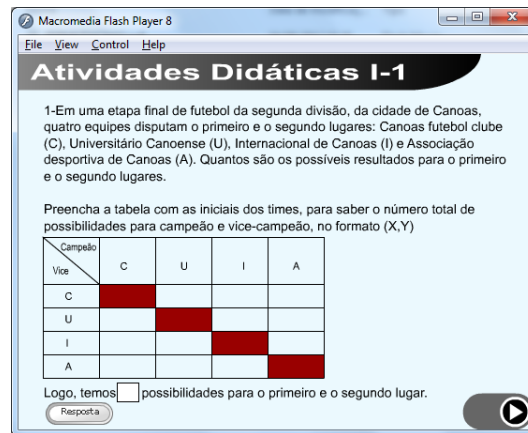 Macromedia Flash Player 8
File View Control Help
Atividades Didáticas I-1
1-Em uma etapa final de futebol da segunda divisão, da cidade de Canoas,
quatro equipes disputam o primeiro e o segundo lugares: Canoas futebol clube
(C), Universitário Canoense (U), Internacional de Canoas (I) e Associação
desportiva de Canoas (A). Quantos são os possíveis resultados para o primeiro
e o segundo lugares.
Preencha a tabela com as iniciais dos times, para saber o número total de
possibilidades para campeão e vice-campeão, no formato (X,Y)
Campeão
Vice
C U I A
C
U
I
A
Logo, temos possibilidades para o primeiro e o segundo lugar.
Resposta